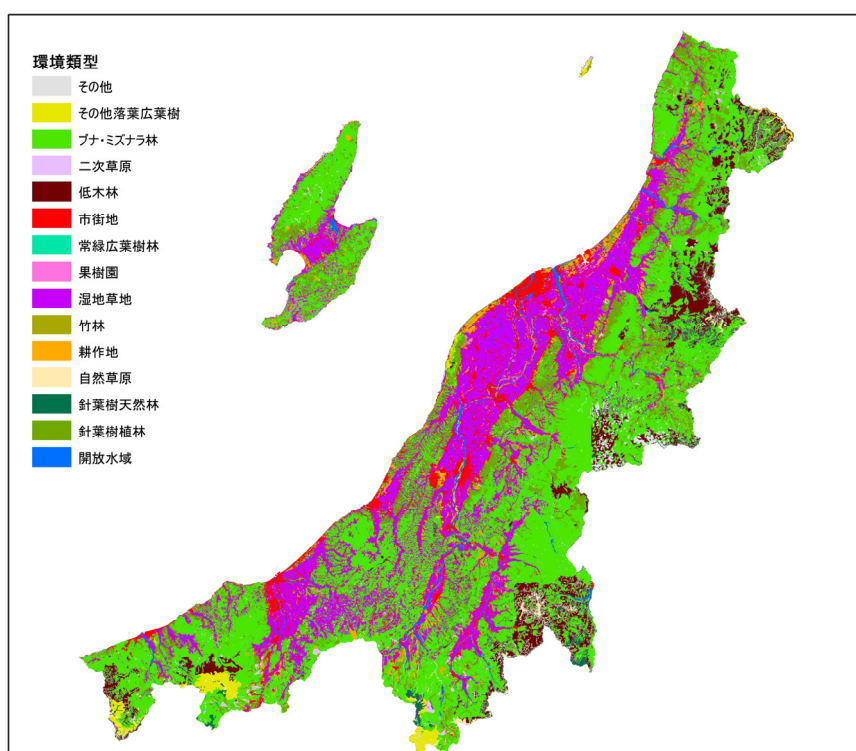 環境類型
その他
その他落葉広葉樹
ブナ・ミズナラ林
二次草原
低木林
市街地
常緑広葉樹林
果樹園
湿地草地
竹林
耕作地
自然草原
針葉樹天然林
針葉樹植林
開放水域